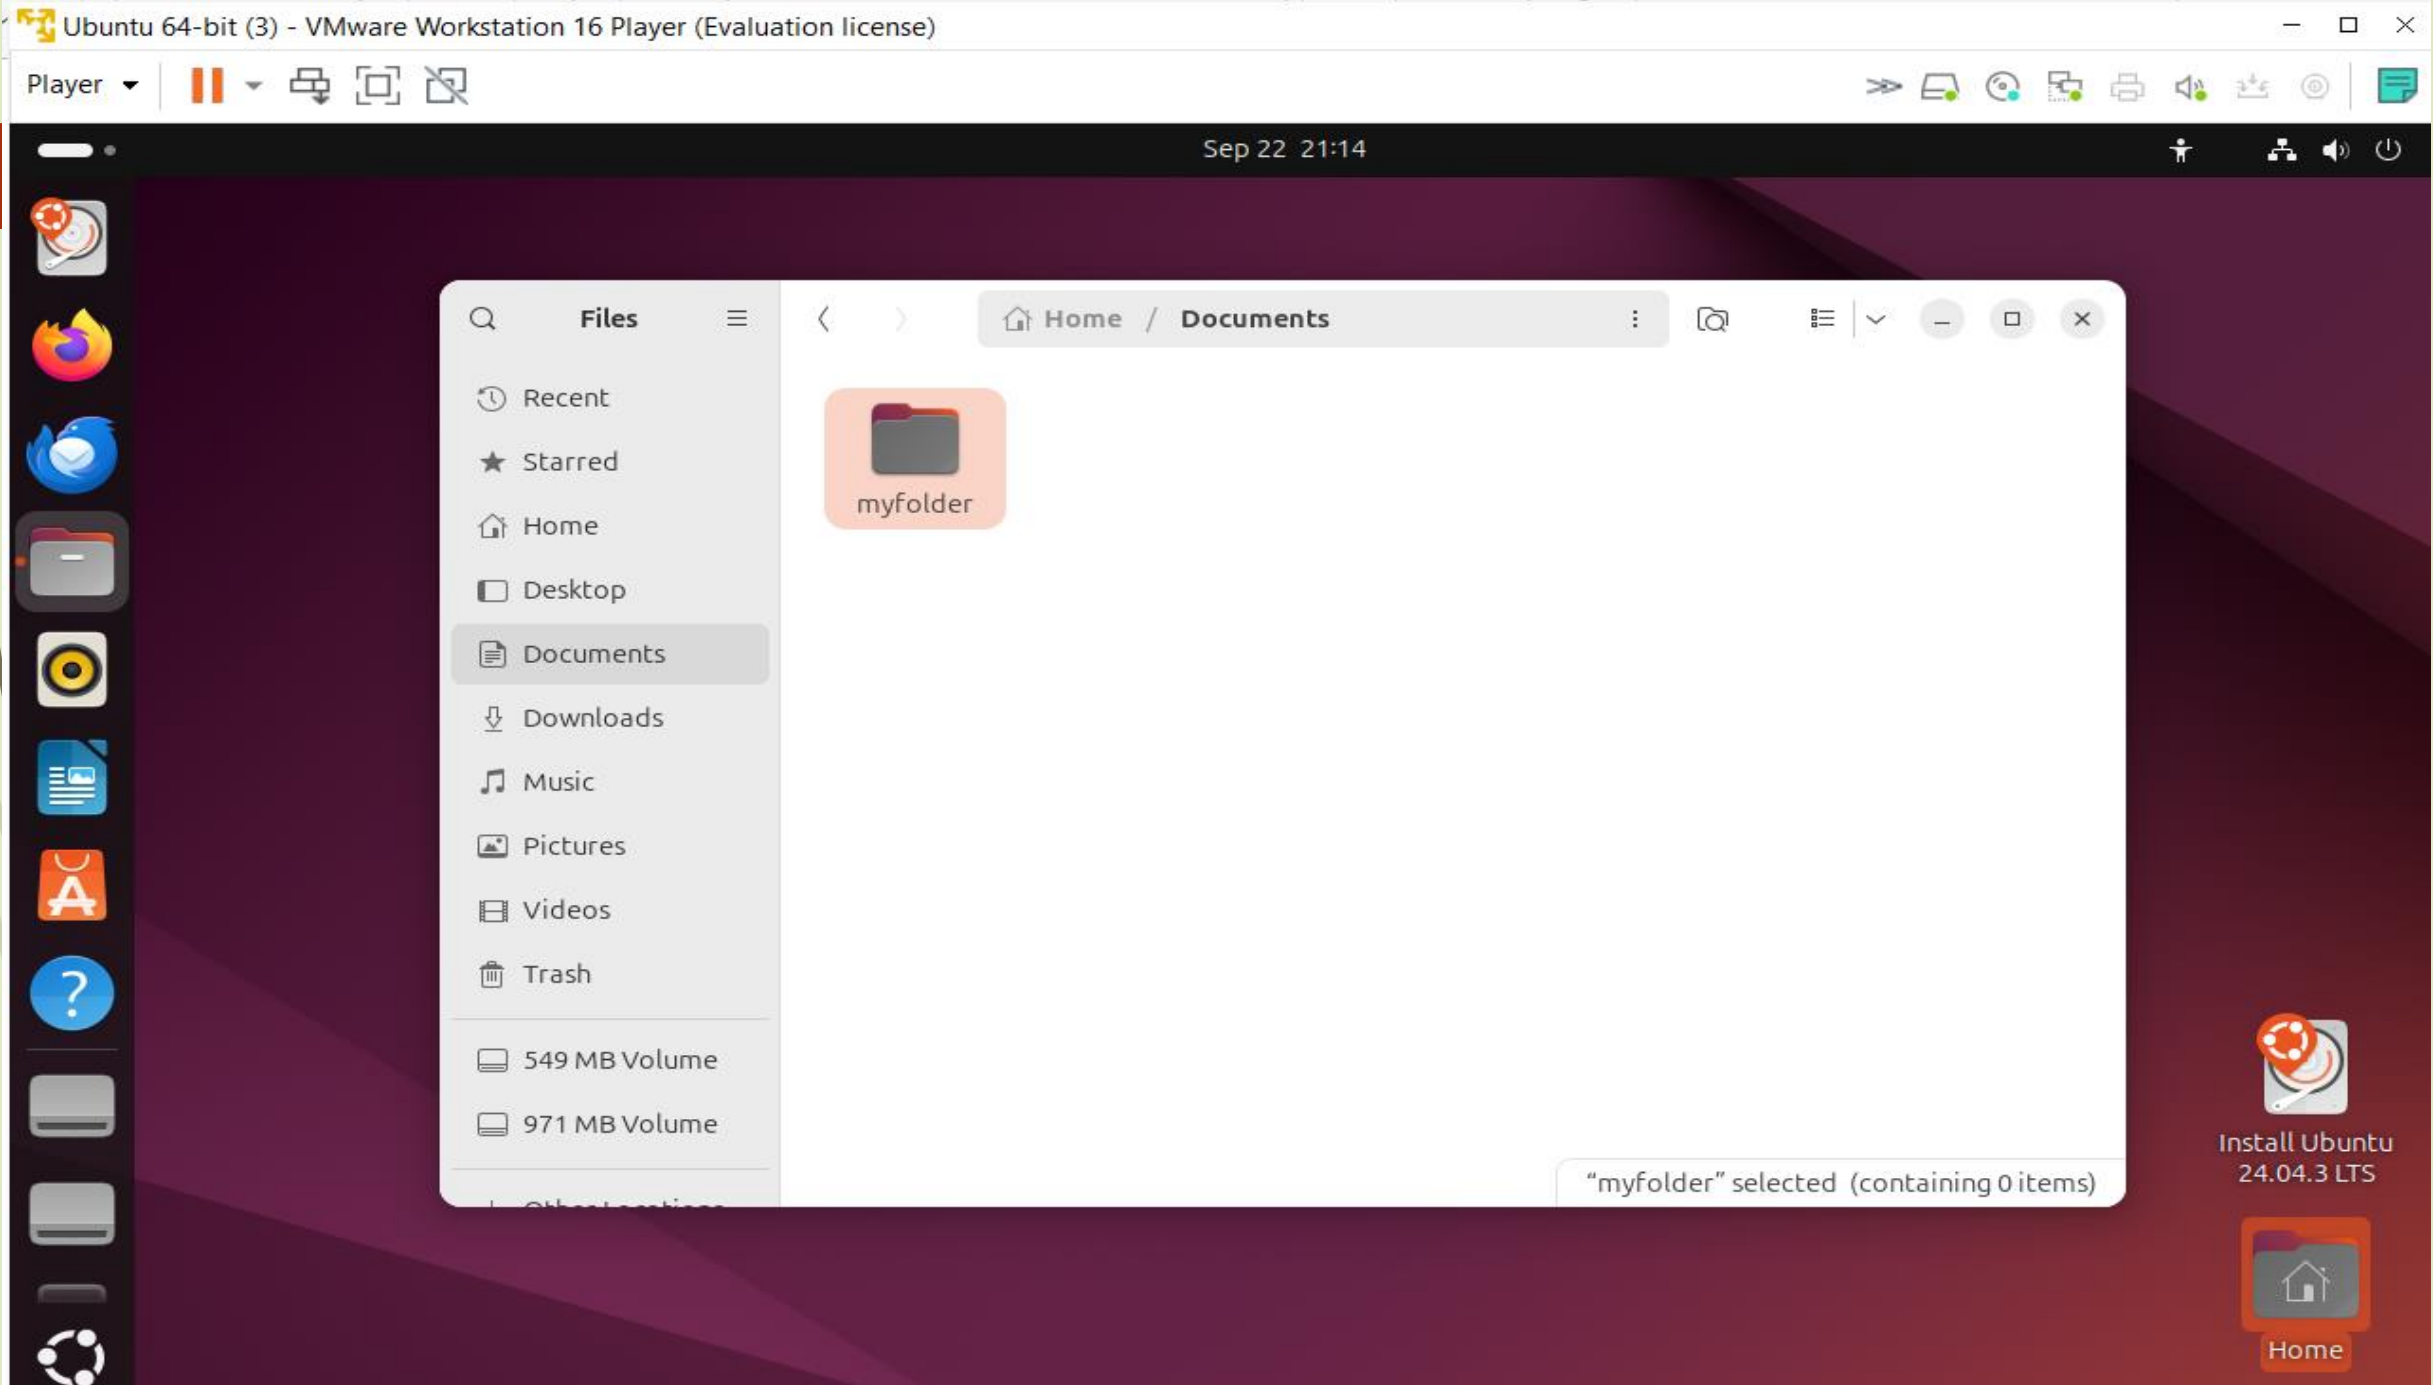 Ubuntu 64-bit (3) - VMware Workstation 16 Player (Evaluation license)
Player
Sep 22 21:14
Files
Home / Documents
Recent
Starred
Home
Desktop
Documents
Downloads
Music
Pictures
Videos
Trash
549 MB Volume
971 MB Volume
Other Locations
myfolder
“myfolder” selected (containing 0 items)
Install Ubuntu
24.04.3 LTS
Home